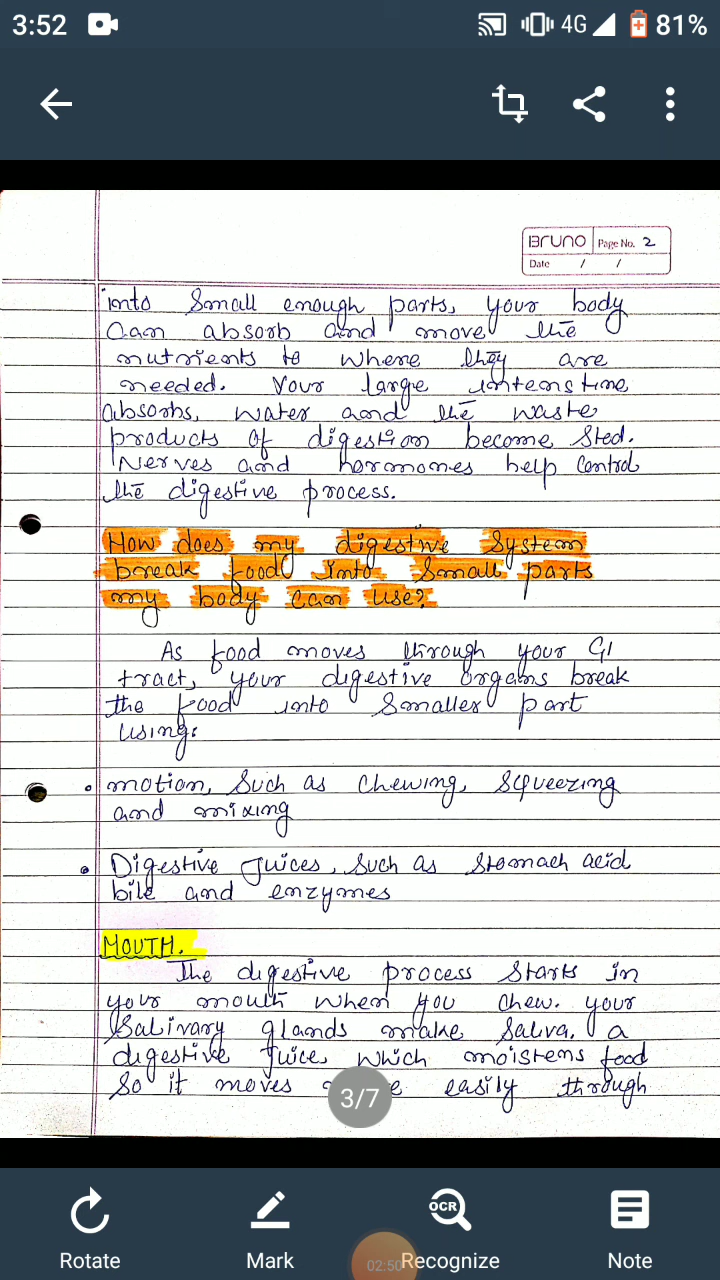 3:52
4G
81%
Bruno
Page No. 2
Date / /
into Small enough parts, your body
Can absorb and move the
nutrients to where they are
needed. Your large intenstine
absorbs, water and the waste
products of digestion become Sted.
Nerves and hormones help Control
the digestive process.
How does my digestive System
break food into Small parts
my body can use?
As food moves through your GI
tract, your digestive organs break
the food into Smaller part
using:
• motion, Such as Chewing, Squeezing
and mixing
• Digestive Juices, Such as Stomach acid
bile and enzymes
MOUTH.
The digestive process Starts in
your mouth when you chew. your
Salivary glands make Saliva, a
digestive Juice, which moistens food
So it moves easily through
3/7
Rotate
Mark
02:50
OCR
Recognize
Note